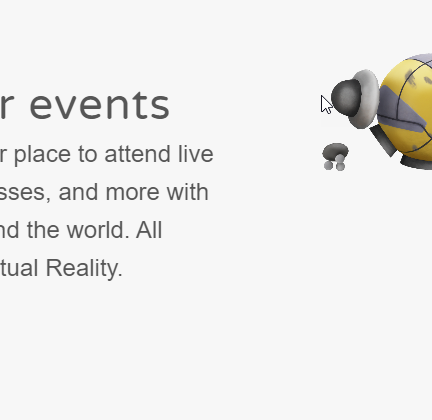 r events
r place to attend live
sses, and more with
nd the world. All
tual Reality.